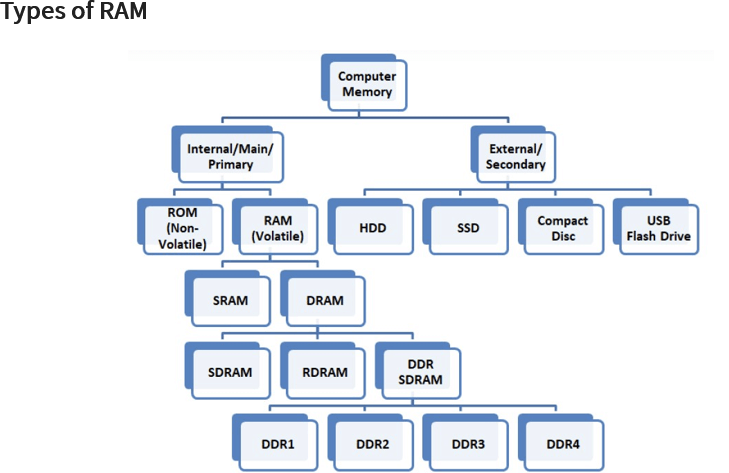 Types of RAM
Computer
Memory
Internal/Main/
Primary
External/
Secondary
ROM
(Non-
Volatile)
RAM
(Volatile)
HDD
SSD
Compact
Disc
USB
Flash Drive
SRAM
DRAM
SDRAM
RDRAM
DDR
SDRAM
DDR1
DDR2
DDR3
DDR4